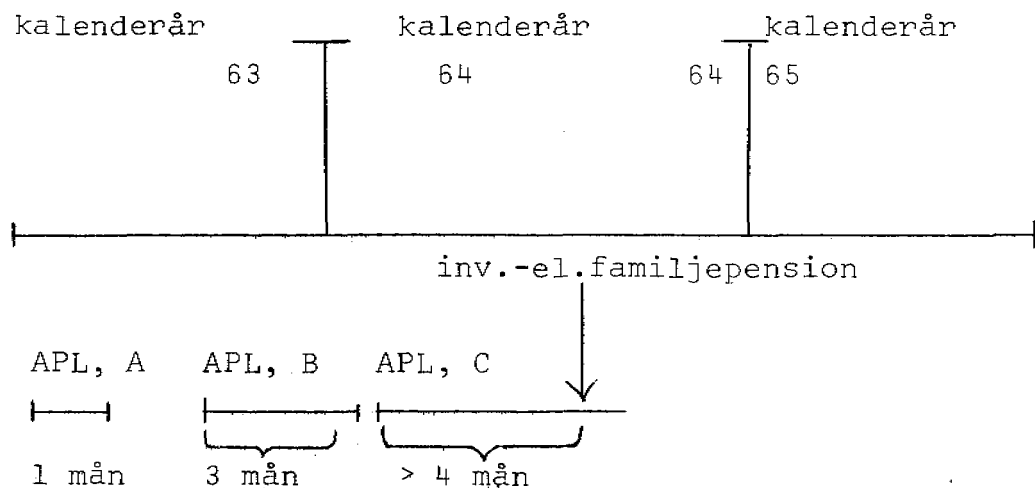 kalenderår kalenderår kalenderår
63 64 64 65
inv.-el.familjepension
APL, A APL, B APL, C
1 mån 3 mån > 4 mån